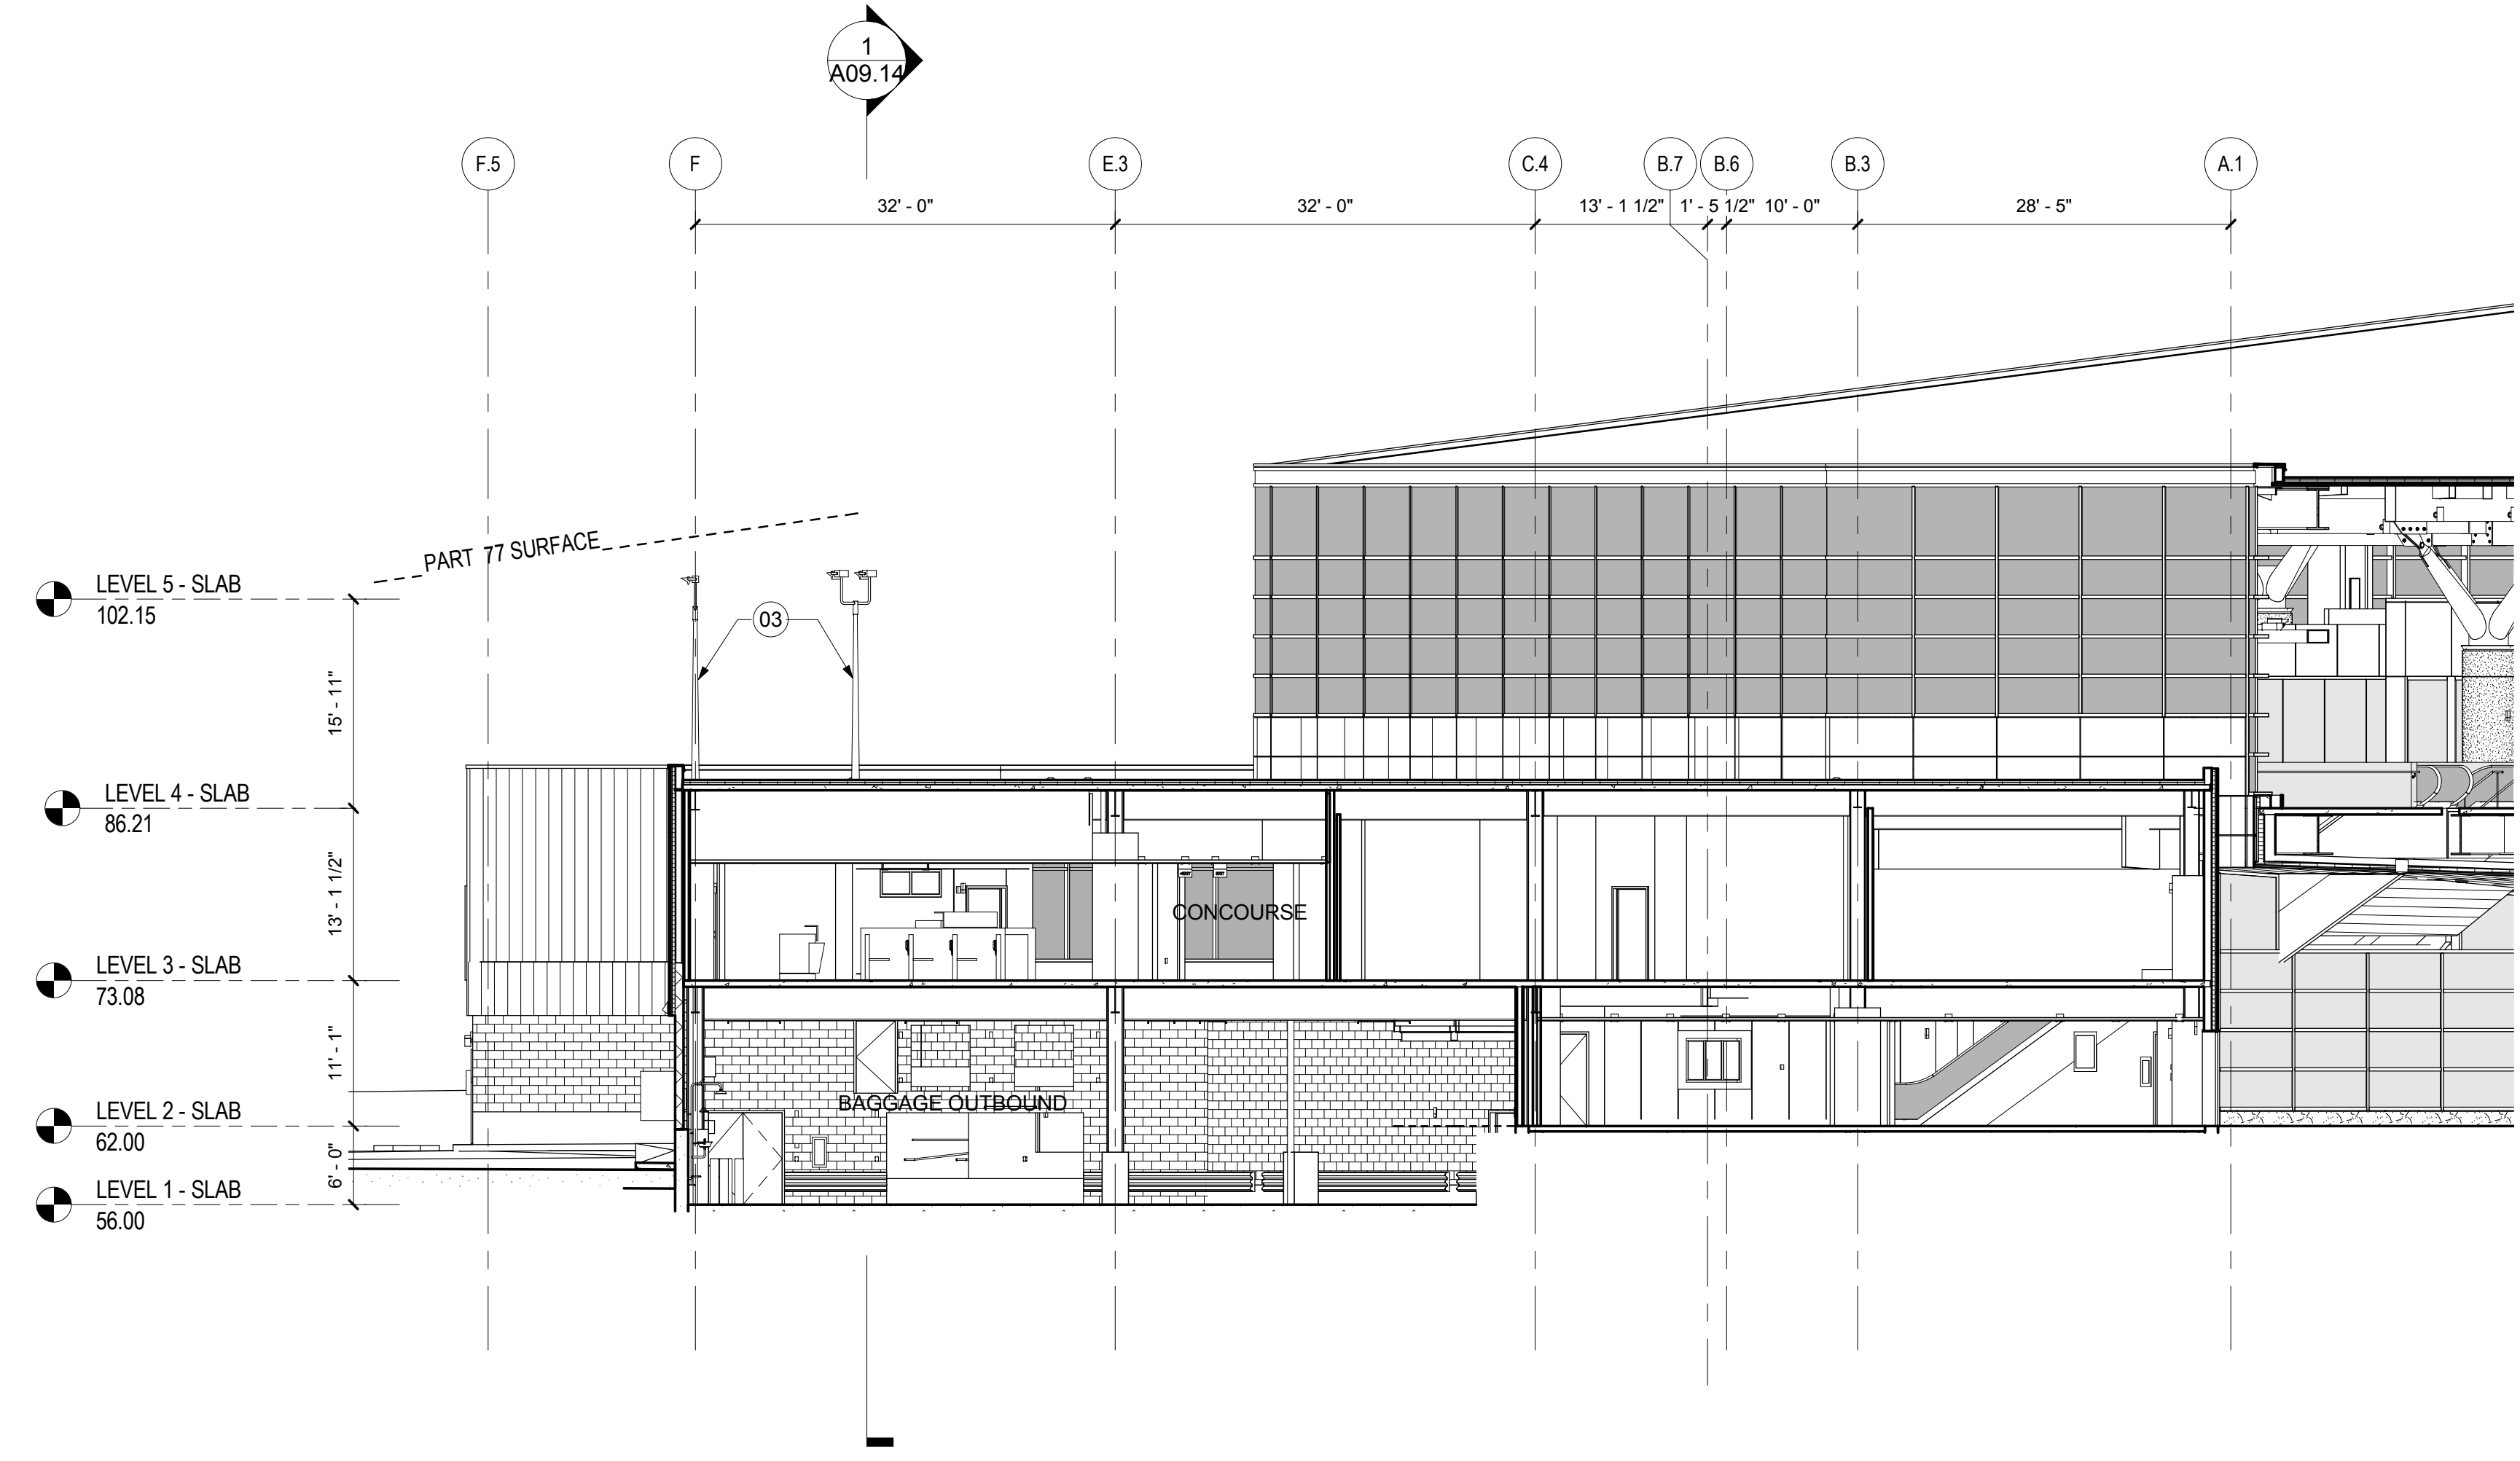 1
A09.14
F.5
F
E.3
C.4
B.7
B.6
B.3
A.1
32' - 0"
32' - 0"
13' - 1 1/2"
1' - 5 1/2"
10' - 0"
28' - 5"
PART 77 SURFACE
LEVEL 5 - SLAB
102.15
03
15' - 11"
LEVEL 4 - SLAB
86.21
13' - 1 1/2"
CONCOURSE
LEVEL 3 - SLAB
73.08
11' - 1"
BAGGAGE OUTBOUND
LEVEL 2 - SLAB
62.00
6' - 0"
LEVEL 1 - SLAB
56.00